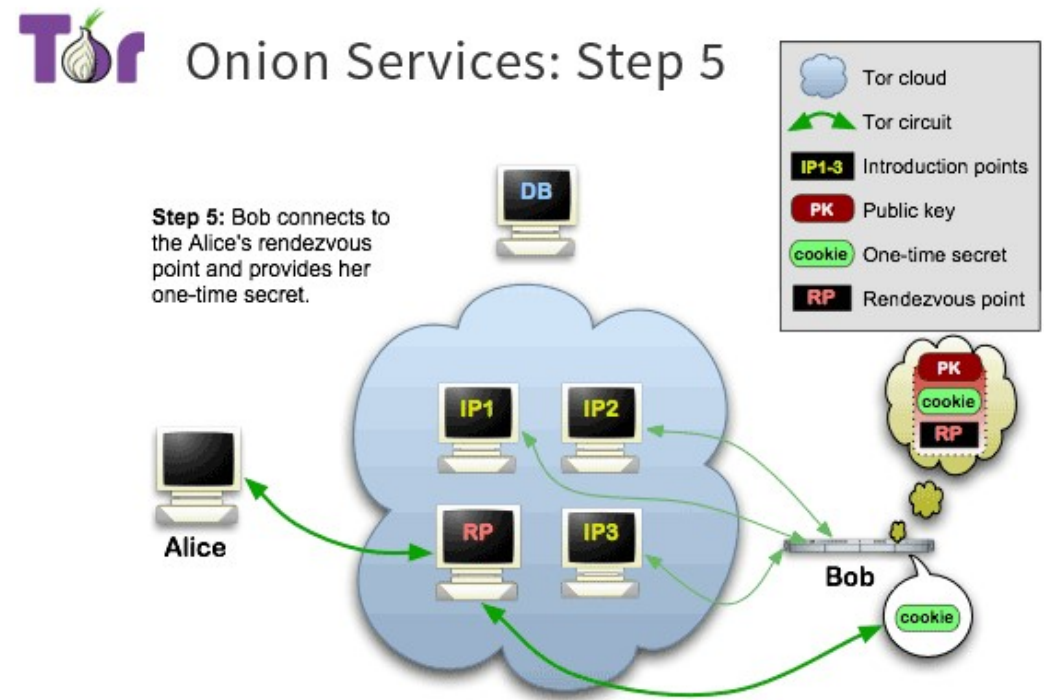 Tor
Onion Services: Step 5
Tor cloud
Tor circuit
IP1-3 Introduction points
PK Public key
cookie One-time secret
RP Rendezvous point
DB
Step 5: Bob connects to
the Alice's rendezvous
point and provides her
one-time secret.
PK
cookie
RP
IP1 IP2
RP IP3
Alice
Bob
cookie